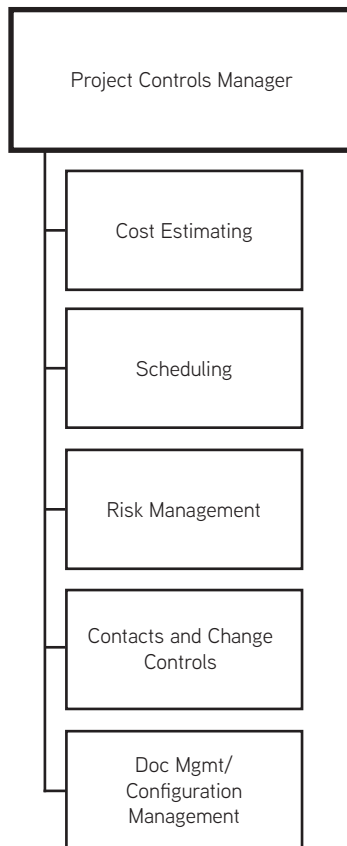 Project Controls Manager
Cost Estimating
Scheduling
Risk Management
Contacts and Change
Controls
Doc Mgmt/
Configuration
Management